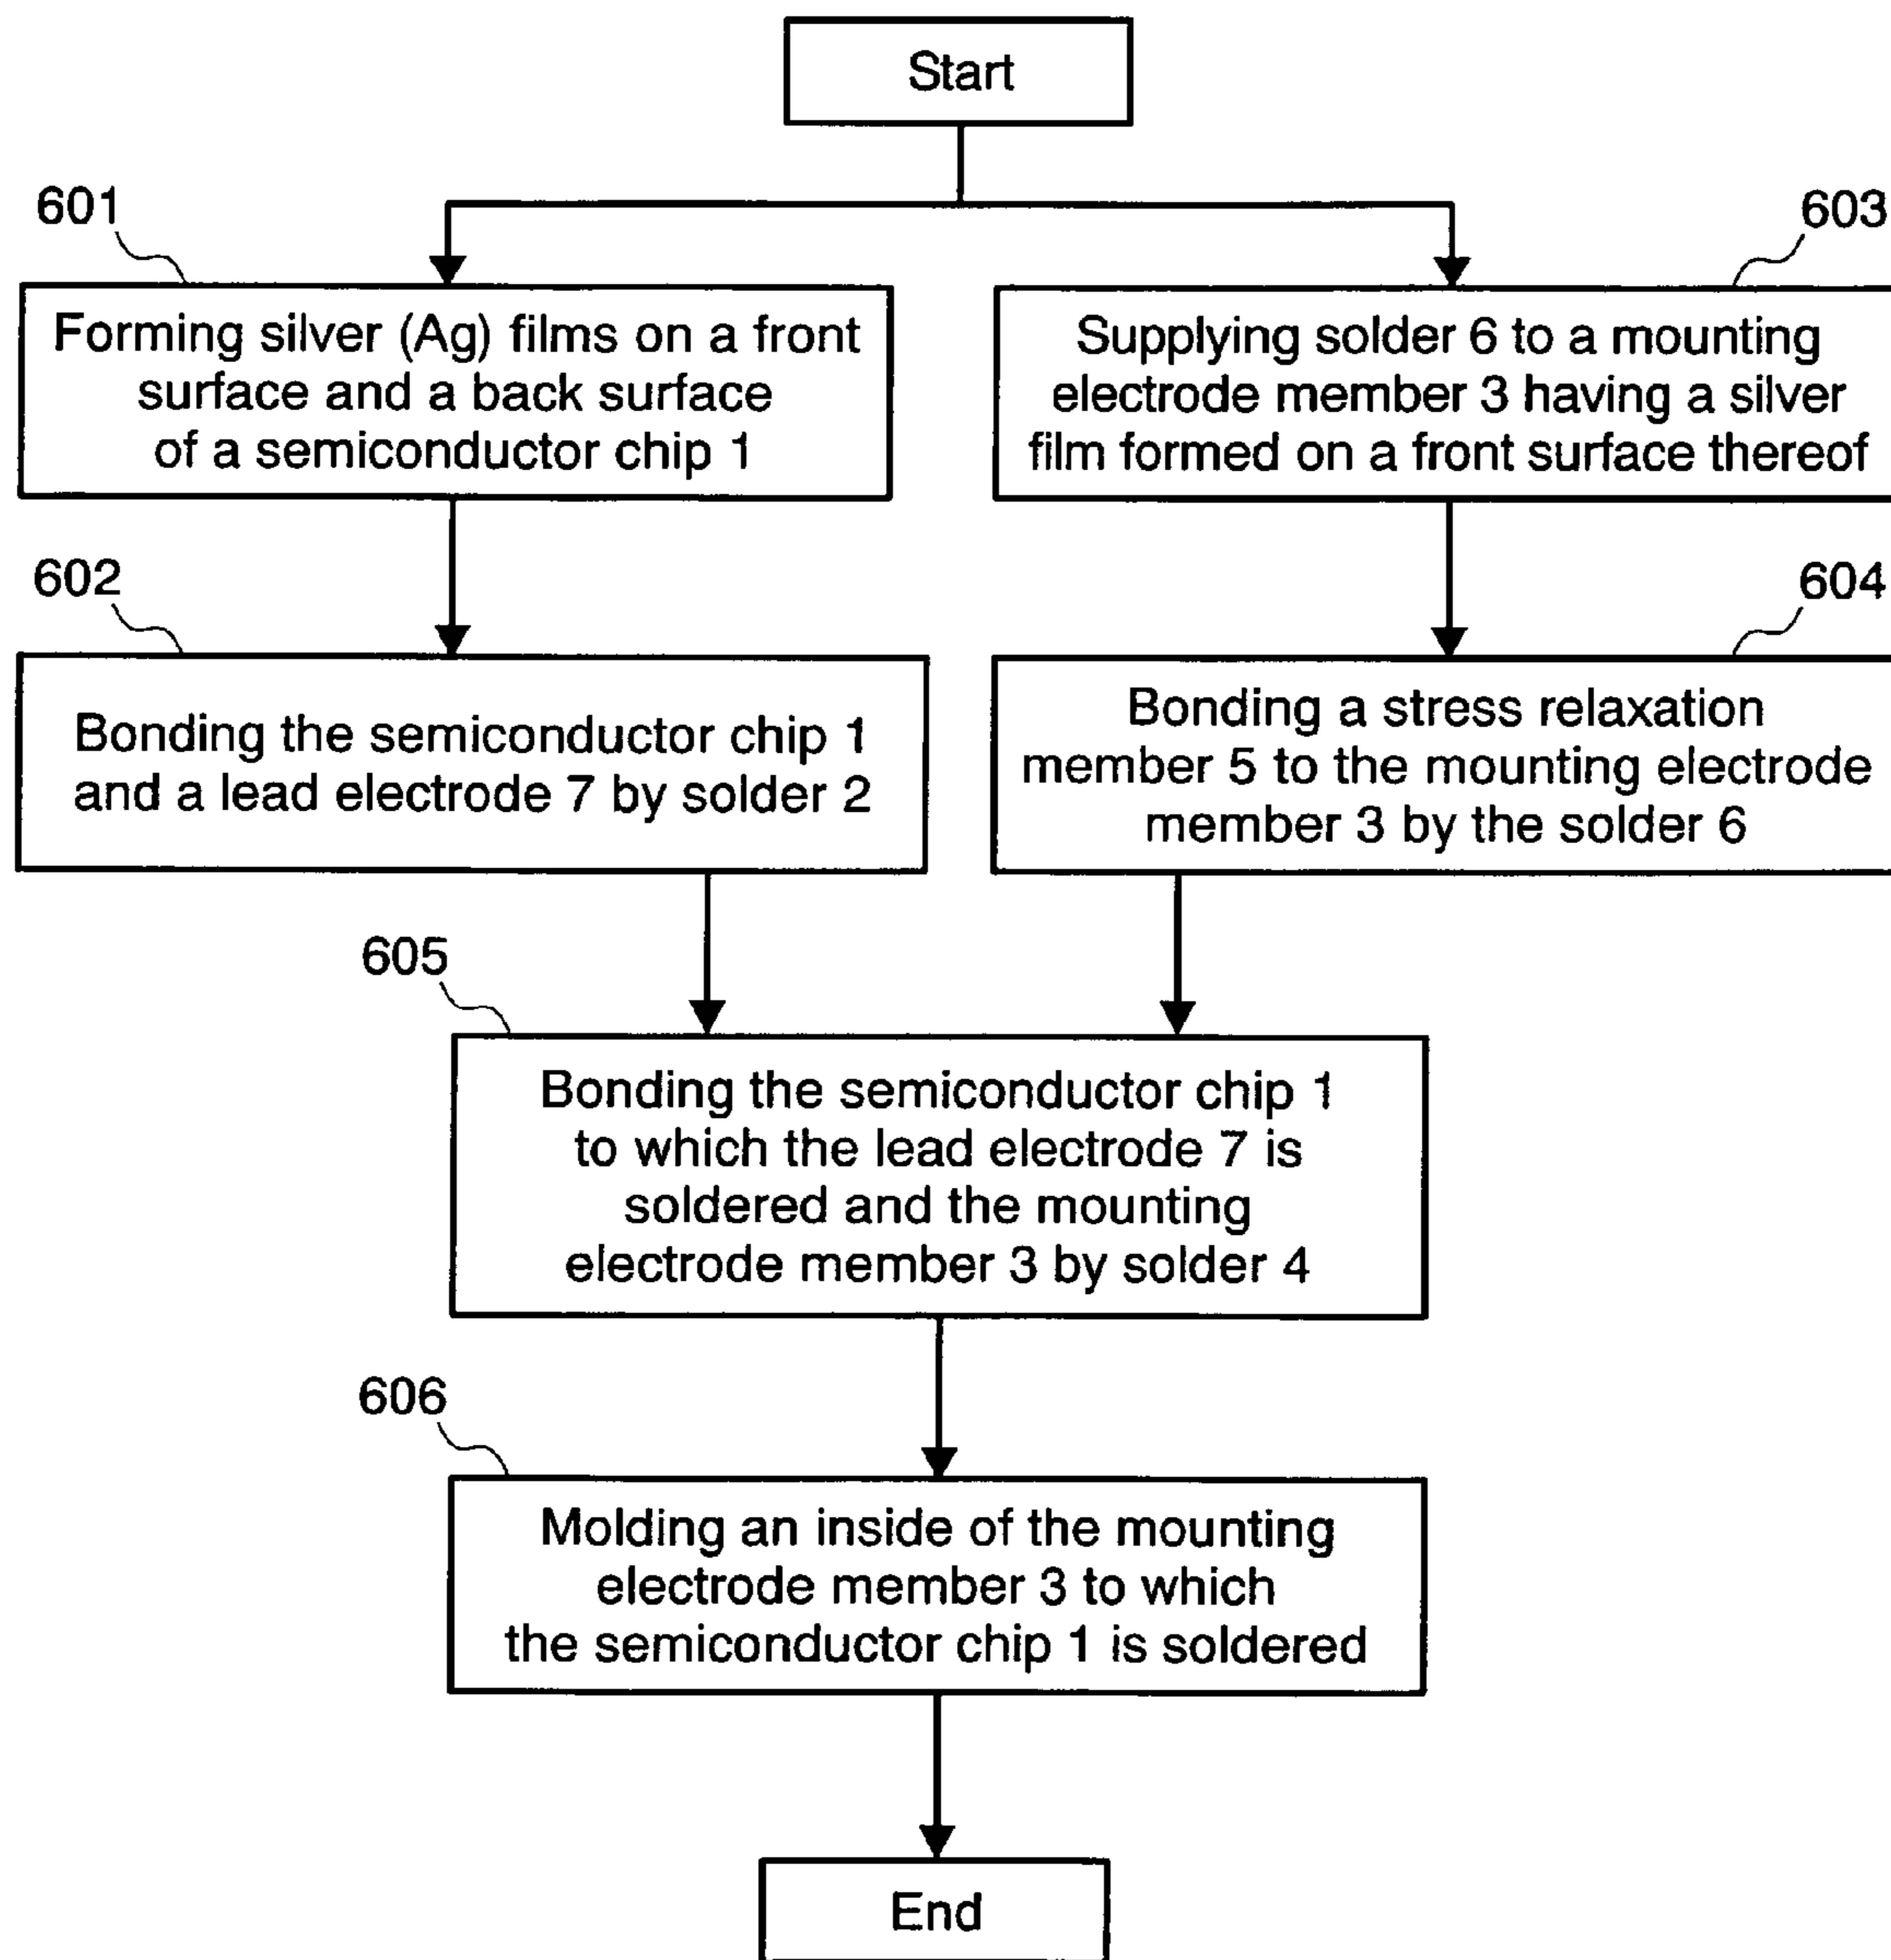 Start
601
Forming silver (Ag) films on a front
surface and a back surface
of a semiconductor chip 1
603
Supplying solder 6 to a mounting
electrode member 3 having a silver
film formed on a front surface thereof
602
Bonding the semiconductor chip 1
and a lead electrode 7 by solder 2
604
Bonding a stress relaxation
member 5 to the mounting electrode
member 3 by the solder 6
605
Bonding the semiconductor chip 1
to which the lead electrode 7 is
soldered and the mounting
electrode member 3 by solder 4
606
Molding an inside of the mounting
electrode member 3 to which
the semiconductor chip 1 is soldered
End